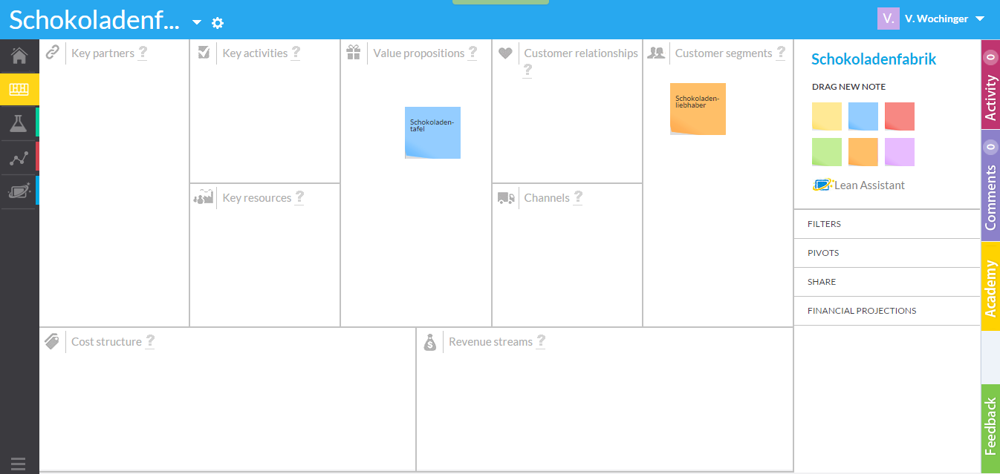 Schokoladenf...
V.
V. Wochinger
Key partners ?
Key activities ?
Value propositions ?
Customer relationships
?
Customer segments ?
Schokoladen-
tafel
Schokoladen-
liebhaber
Key resources ?
Channels ?
Cost structure ?
Revenue streams ?
Schokoladenfabrik
DRAG NEW NOTE
Lean Assistant
FILTERS
PIVOTS
SHARE
FINANCIAL PROJECTIONS
Activity 0
Comments 0
Academy
Feedback